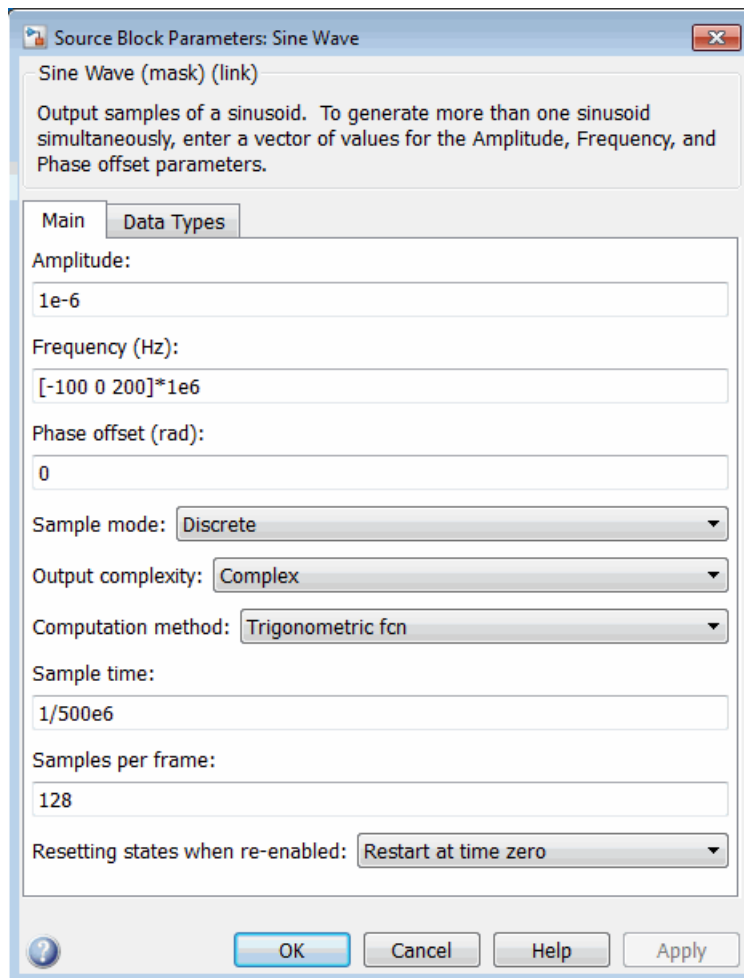 Source Block Parameters: Sine Wave
Sine Wave (mask) (link)
Output samples of a sinusoid.  To generate more than one sinusoid
simultaneously, enter a vector of values for the Amplitude, Frequency, and
Phase offset parameters.
Main Data Types
Amplitude:
1e-6
Frequency (Hz):
[-100 0 200]*1e6
Phase offset (rad):
0
Sample mode: Discrete
Output complexity: Complex
Computation method: Trigonometric fcn
Sample time:
1/500e6
Samples per frame:
128
Resetting states when re-enabled: Restart at time zero
? OK Cancel Help Apply